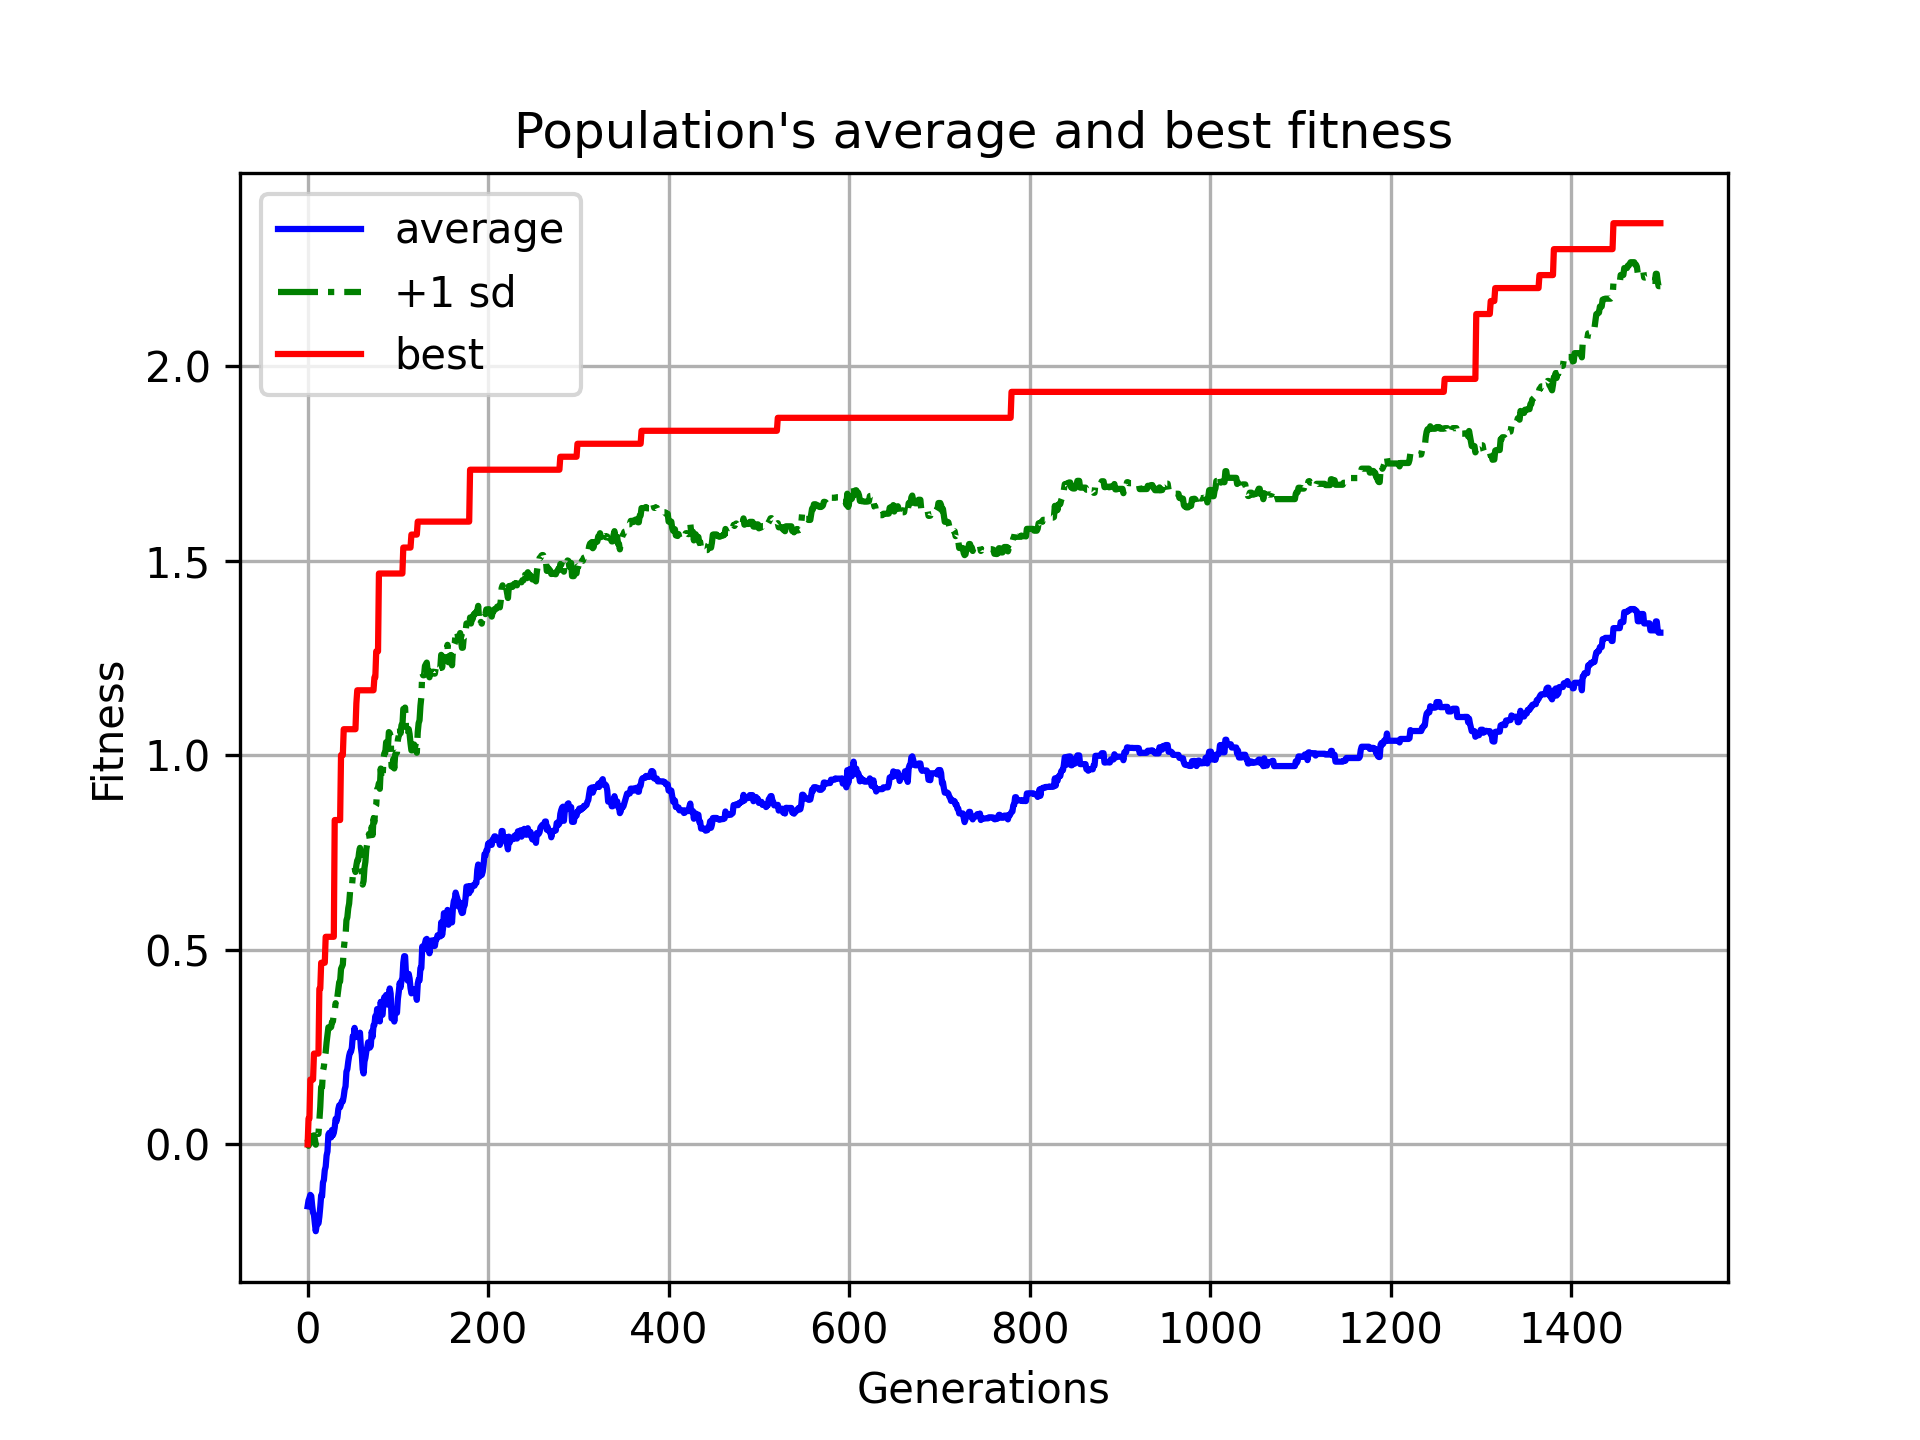 Population's average and best fitness
average
+1 sd
best
2.0
1.5
1.0
0.5
0.0
Fitness
0 200 400 600 800 1000 1200 1400
Generations